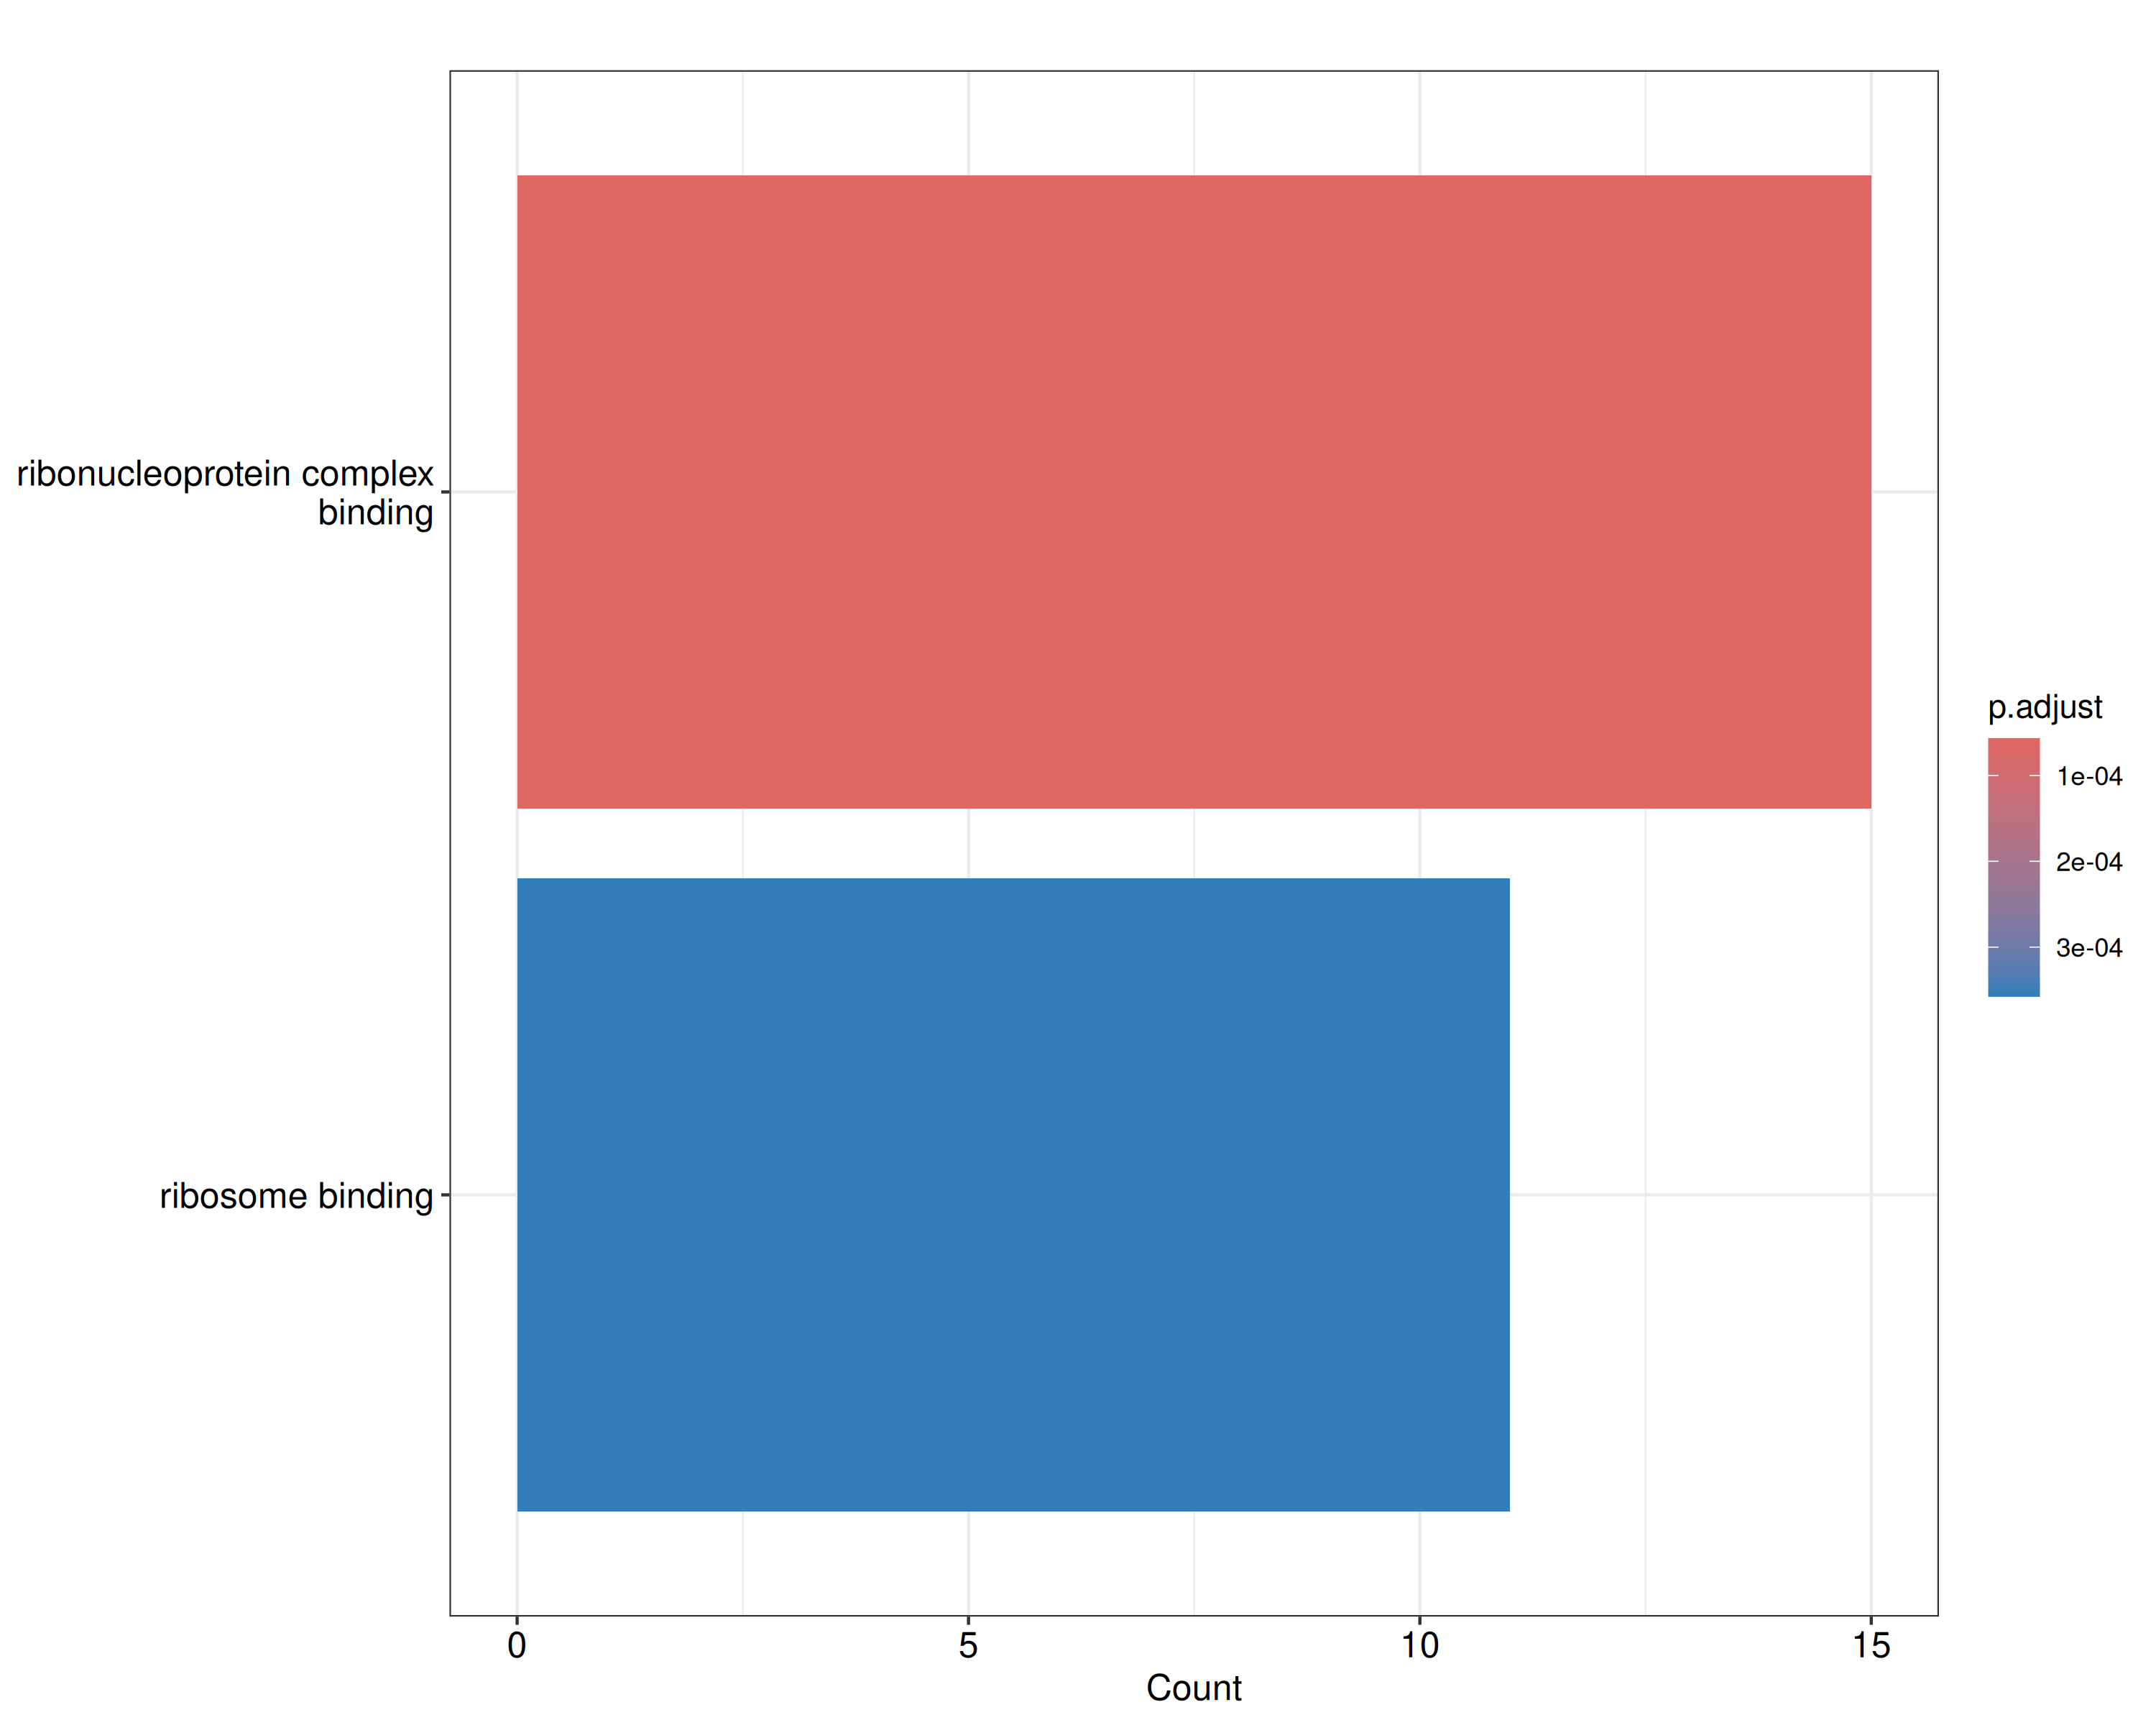 ribonucleoprotein complex
binding
ribosome binding
0
5
10
15
Count
p.adjust
1e-04
2e-04
3e-04